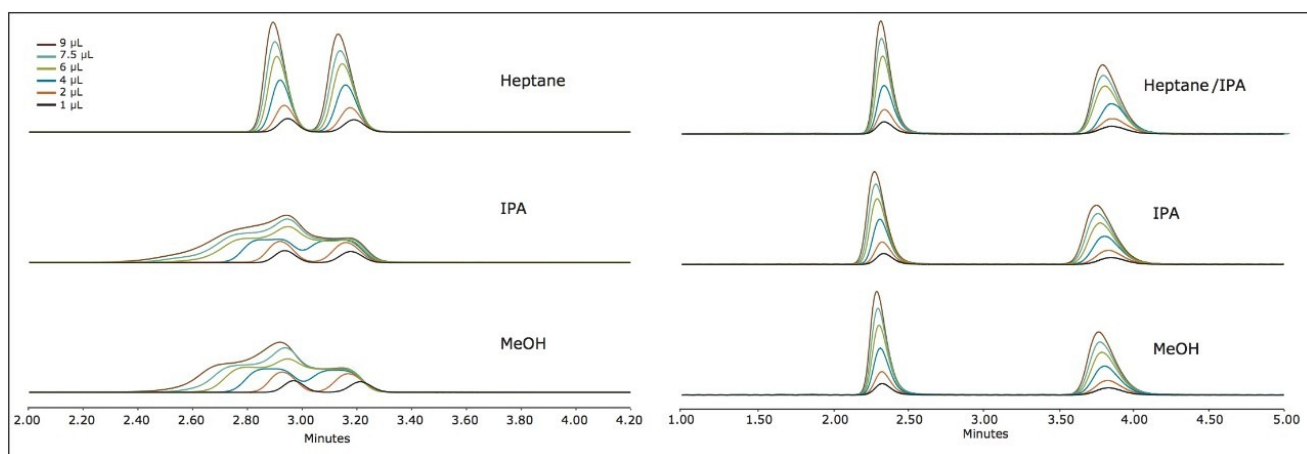 9 µL
7.5 µL
6 µL
4 µL
2 µL
1 µL
Heptane
IPA
MeOH
2.00 2.20 2.40 2.60 2.80 3.00 3.20 3.40 3.60 3.80 4.00 4.20
Minutes
Heptane/IPA
IPA
MeOH
1.00 1.50 2.00 2.50 3.00 3.50 4.00 4.50 5.00
Minutes